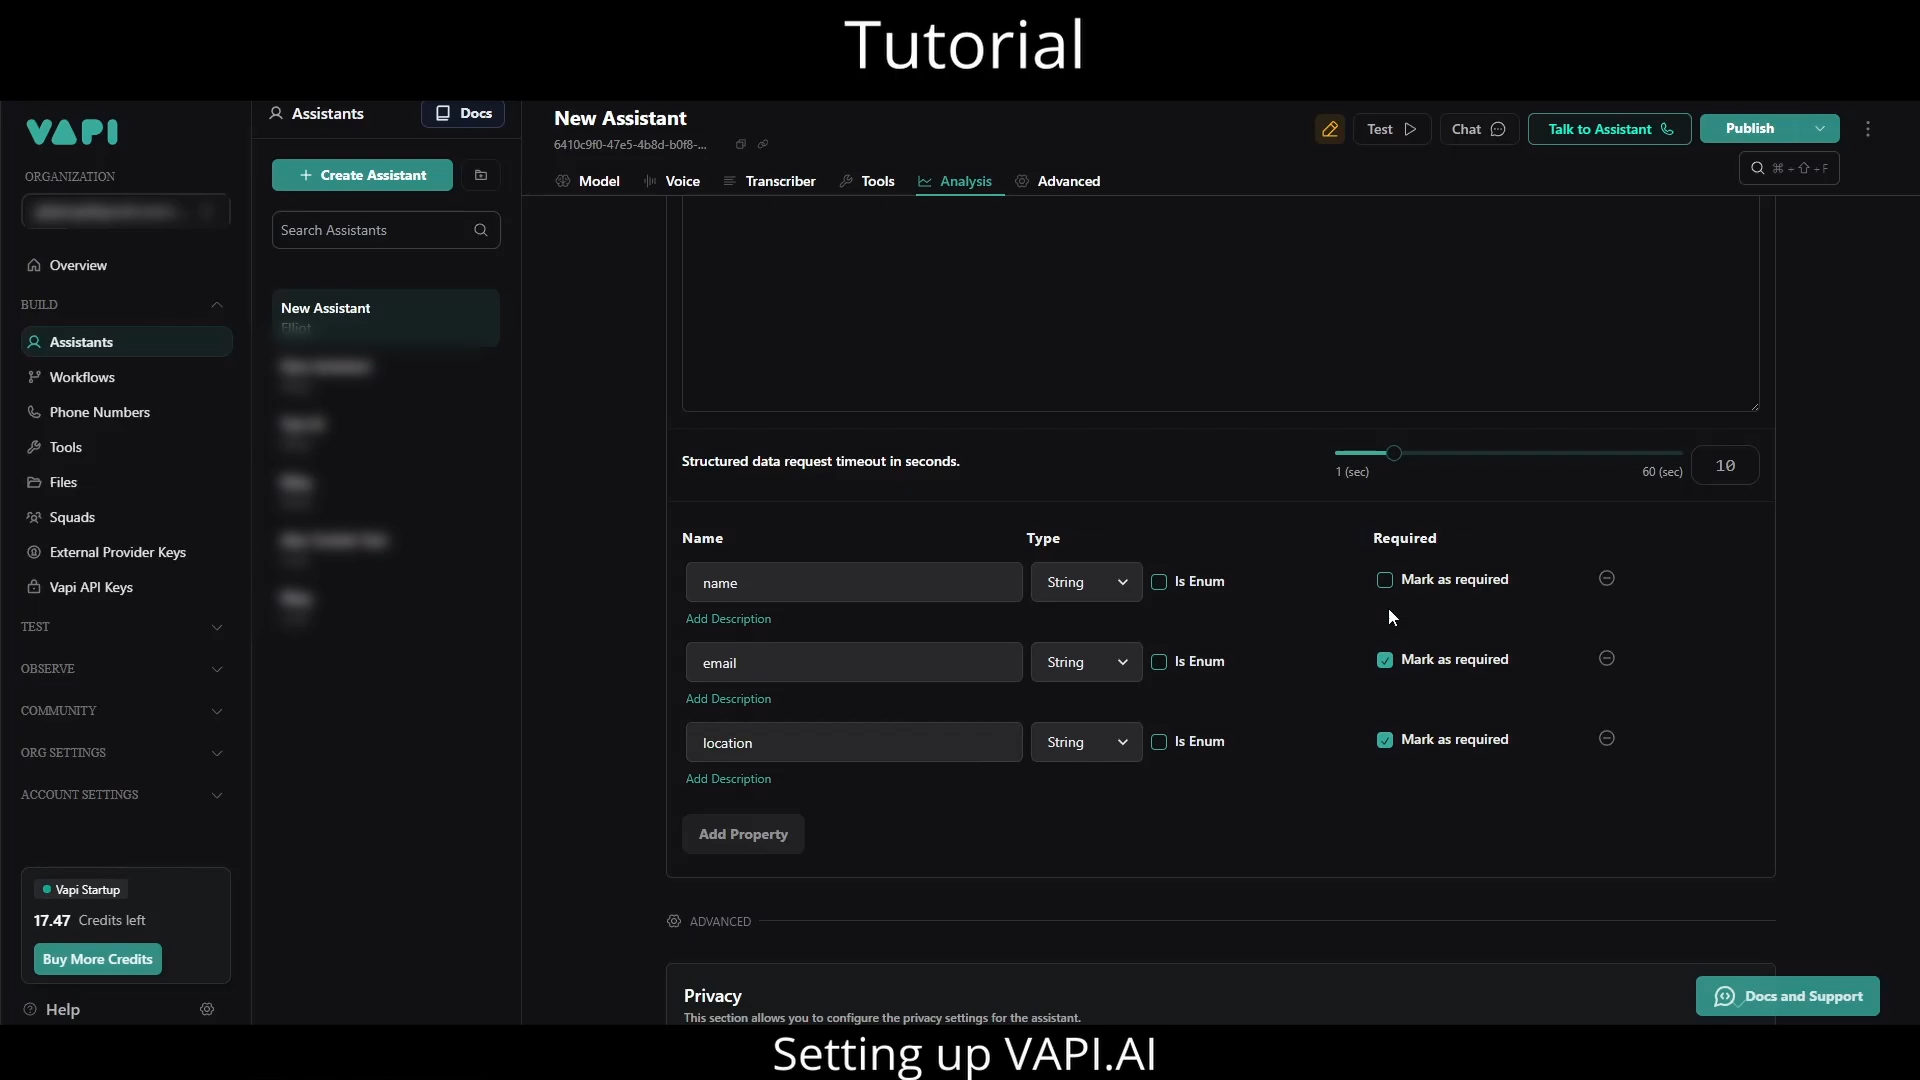 Tutorial
VAPI
ORGANIZATION
Overview
BUILD
Assistants
Workflows
Phone Numbers
Tools
Files
Squads
External Provider Keys
Vapi API Keys
TEST
OBSERVE
COMMUNITY
ORG SETTINGS
ACCOUNT SETTINGS
Vapi Startup
17.47 Credits left
Buy More Credits
Help
Assistants
Docs
Create Assistant
Search Assistants
New Assistant
Elliot
New Assistant
6410c9f0-47e5-4b8d-b0f8-...
Test
Chat
Talk to Assistant
Publish
⌘ + ⇧ + F
Model
Voice
Transcriber
Tools
Analysis
Advanced
Structured data request timeout in seconds.
1 (sec)
60 (sec)
10
Name
Type
Required
name
String
Is Enum
Mark as required
Add Description
email
String
Is Enum
Mark as required
Add Description
location
String
Is Enum
Mark as required
Add Description
Add Property
ADVANCED
Privacy
This section allows you to configure the privacy settings for the assistant.
Docs and Support
Setting up VAPI.AI